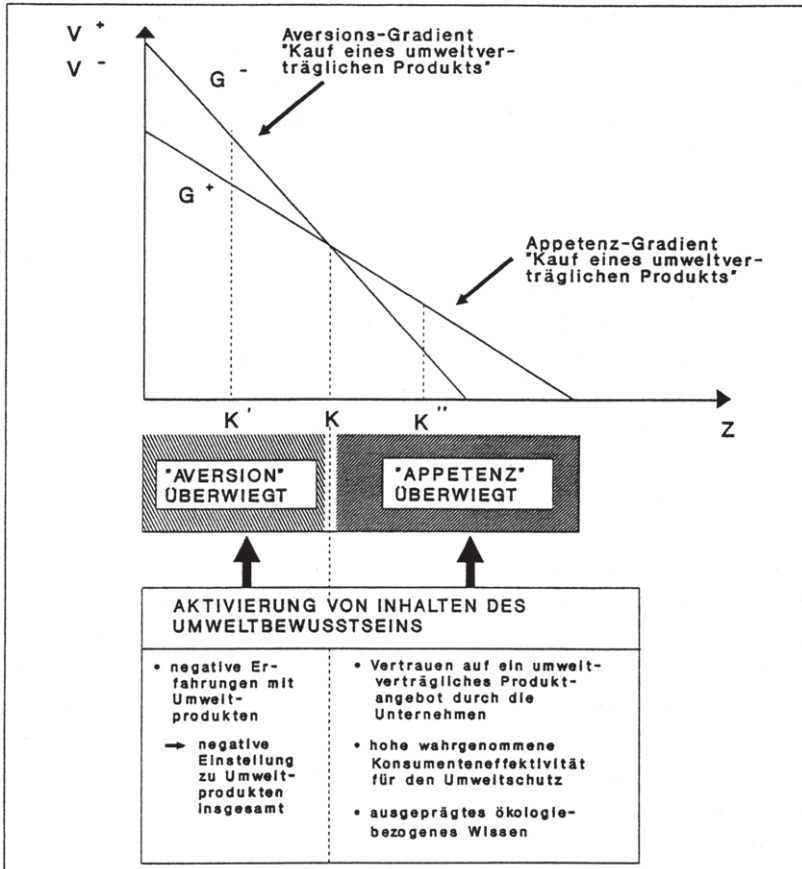 V +
V -
Aversions-Gradient
"Kauf eines umweltver-
träglichen Produkts"
G -
G +
Appetenz-Gradient
"Kauf eines umweltver-
träglichen Produkts"
K' K K''
Z
"AVERSION"
ÜBERWIEGT
"APPETENZ"
ÜBERWIEGT
AKTIVIERUNG VON INHALTEN DES
UMWELTBEWUSSTSEINS
• negative Er-
fahrungen mit
Umwelt-
produkten
→ negative
Einstellung
zu Umwelt-
produkten
insgesamt
• Vertrauen auf ein umwelt-
verträgliches Produkt-
angebot durch die
Unternehmen
• hohe wahrgenommene
Konsumenteneffektivität
für den Umweltschutz
• ausgeprägtes ökologie-
bezogenes Wissen